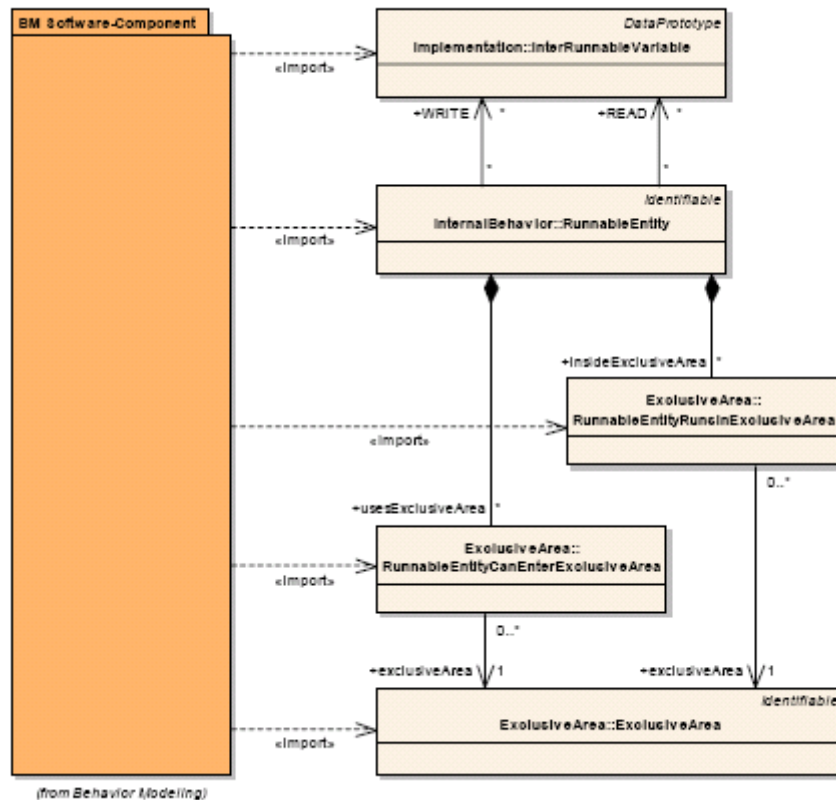 BM Software-Component
DataPrototype
Implementation::InterRunnableVariable
«Import»
+WRITE *
+READ *
*
*
Identifiable
InternalBehavior::RunnableEntity
«Import»
+insideExclusiveArea *
ExclusiveArea::
RunnableEntityRunsInExclusiveArea
«Import»
0..*
+usesExclusiveArea *
ExclusiveArea::
RunnableEntityCanEnterExclusiveArea
«Import»
0..*
+exclusiveArea 1
+exclusiveArea 1
Identifiable
ExclusiveArea::ExclusiveArea
«Import»
(from Behavior Modeling)